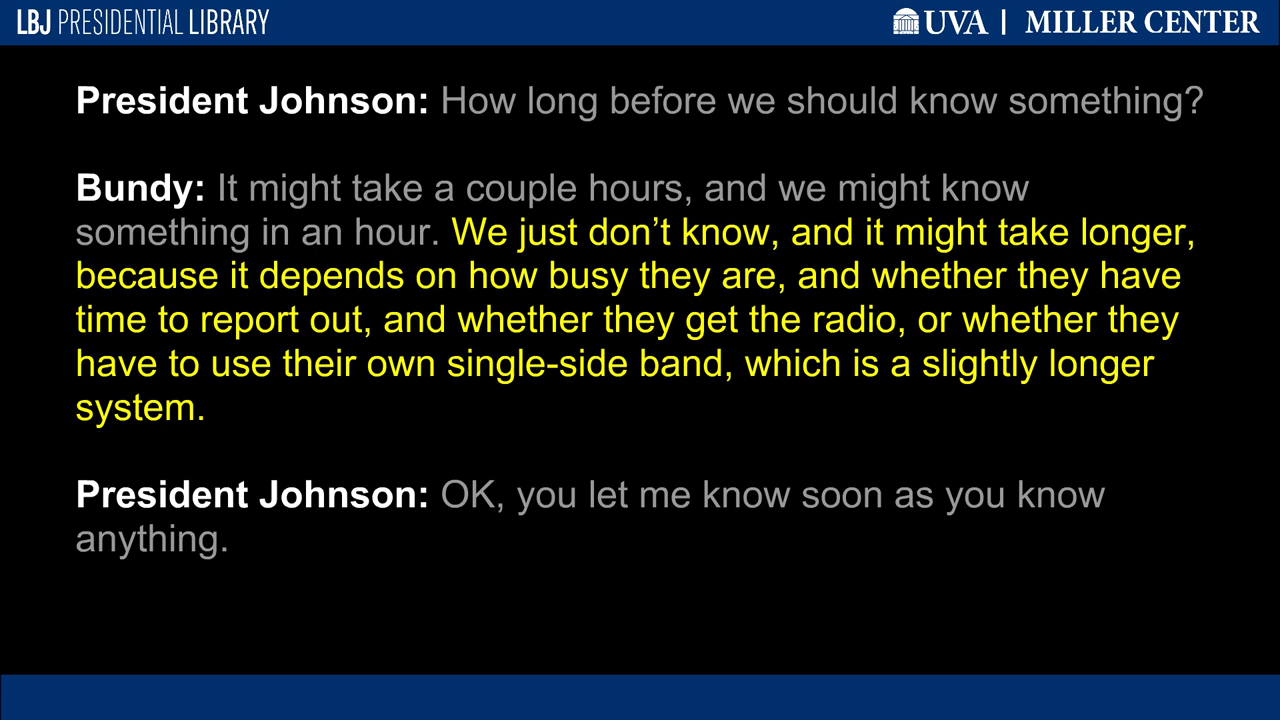 LBJ PRESIDENTIAL LIBRARY
UVA | MILLER CENTER
President Johnson: How long before we should know something?
Bundy: It might take a couple hours, and we might know
something in an hour. We just don’t know, and it might take longer,
because it depends on how busy they are, and whether they have
time to report out, and whether they get the radio, or whether they
have to use their own single-side band, which is a slightly longer
system.
President Johnson: OK, you let me know soon as you know
anything.